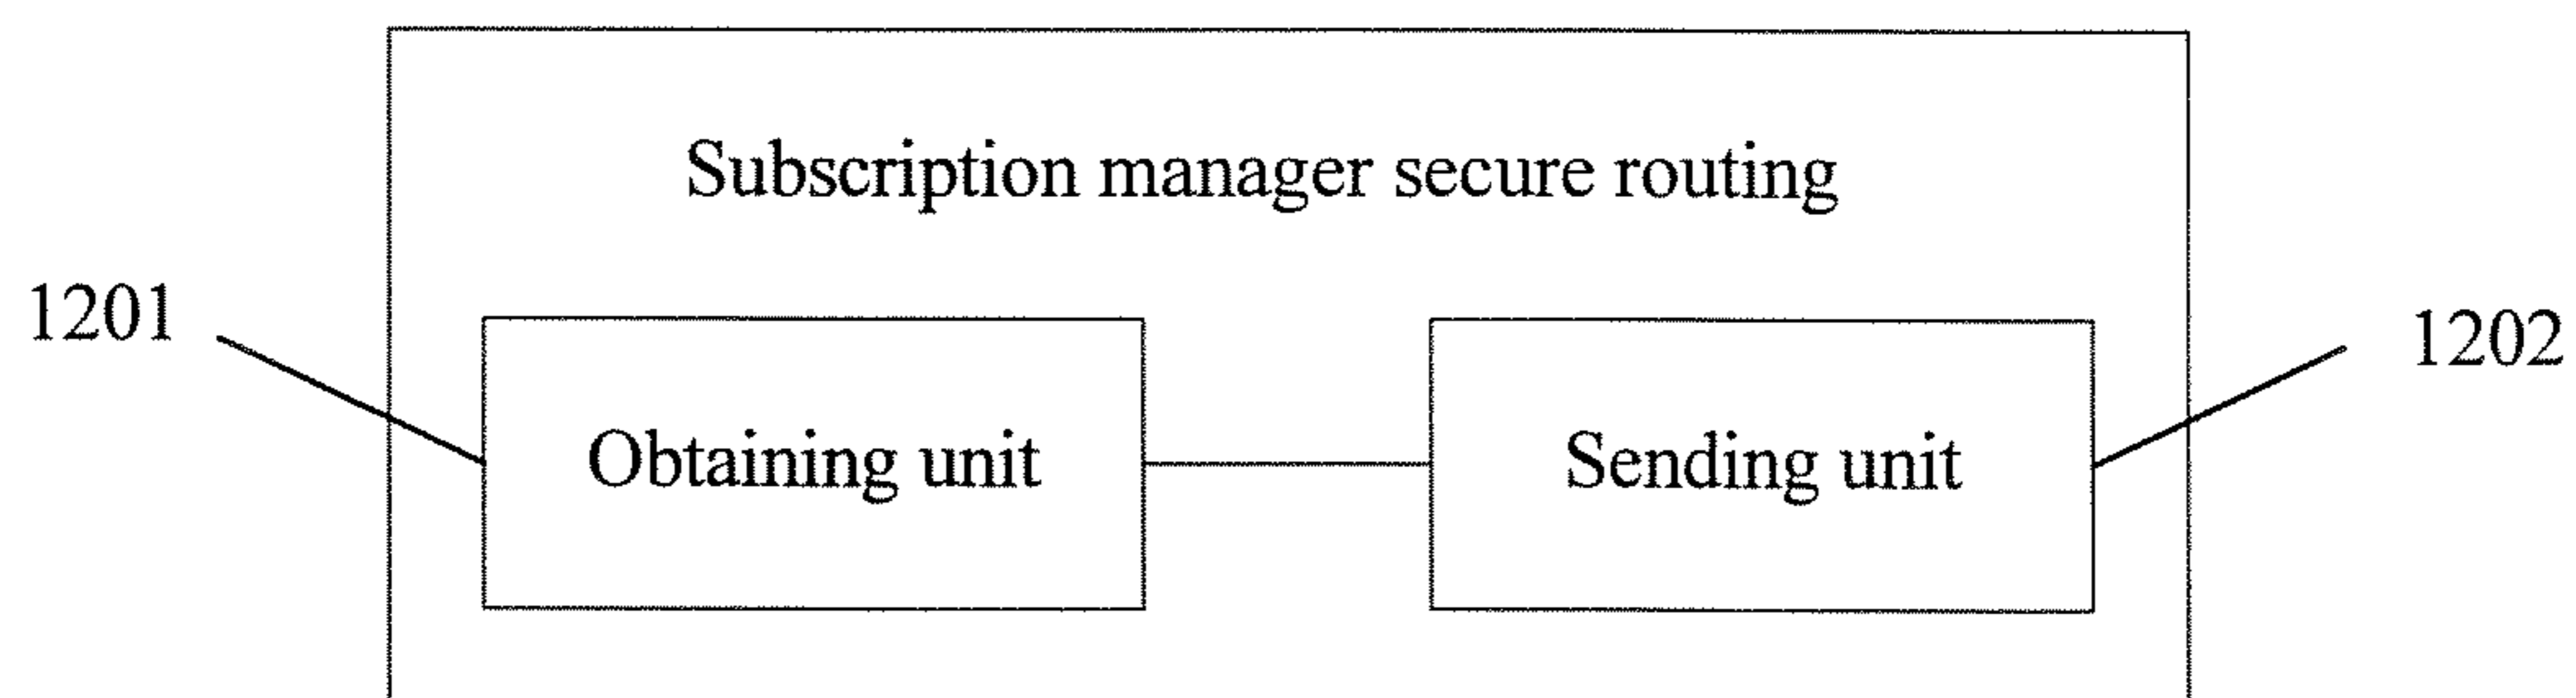 Subscription manager secure routing
1201
1202
Obtaining unit
Sending unit